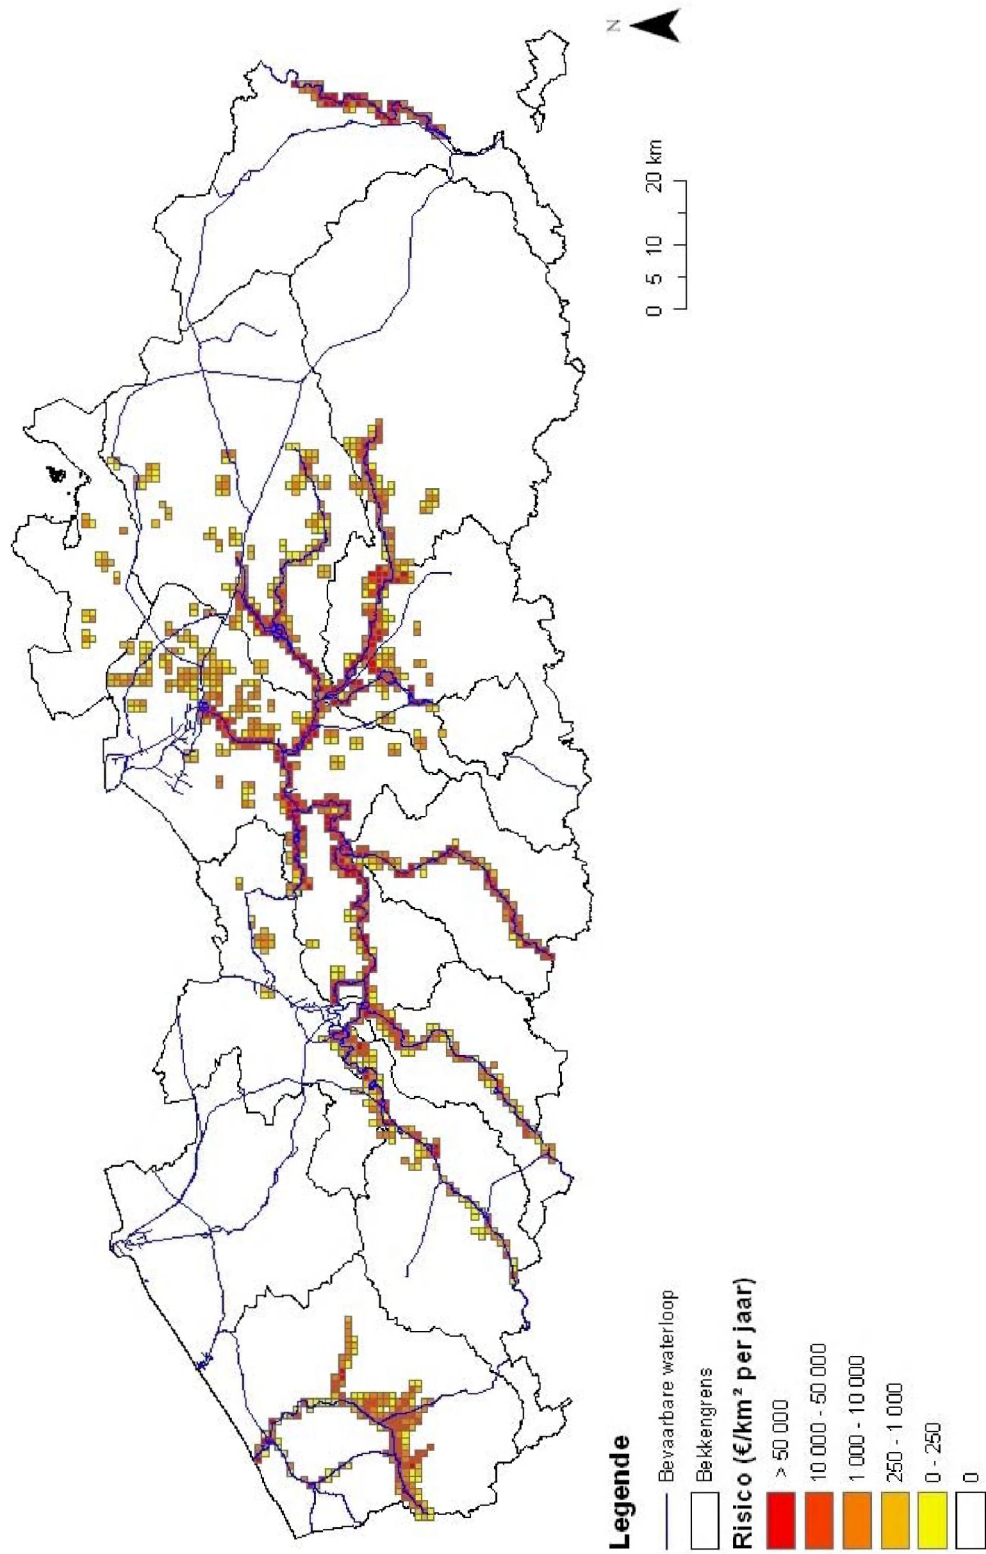 N
0 5 10 20 km
Legende
Bevaarbare waterloop
Bekkengrens
Risico (€/km² per jaar)
> 50 000
10 000 - 50 000
1 000 - 10 000
250 - 1 000
0 - 250
0